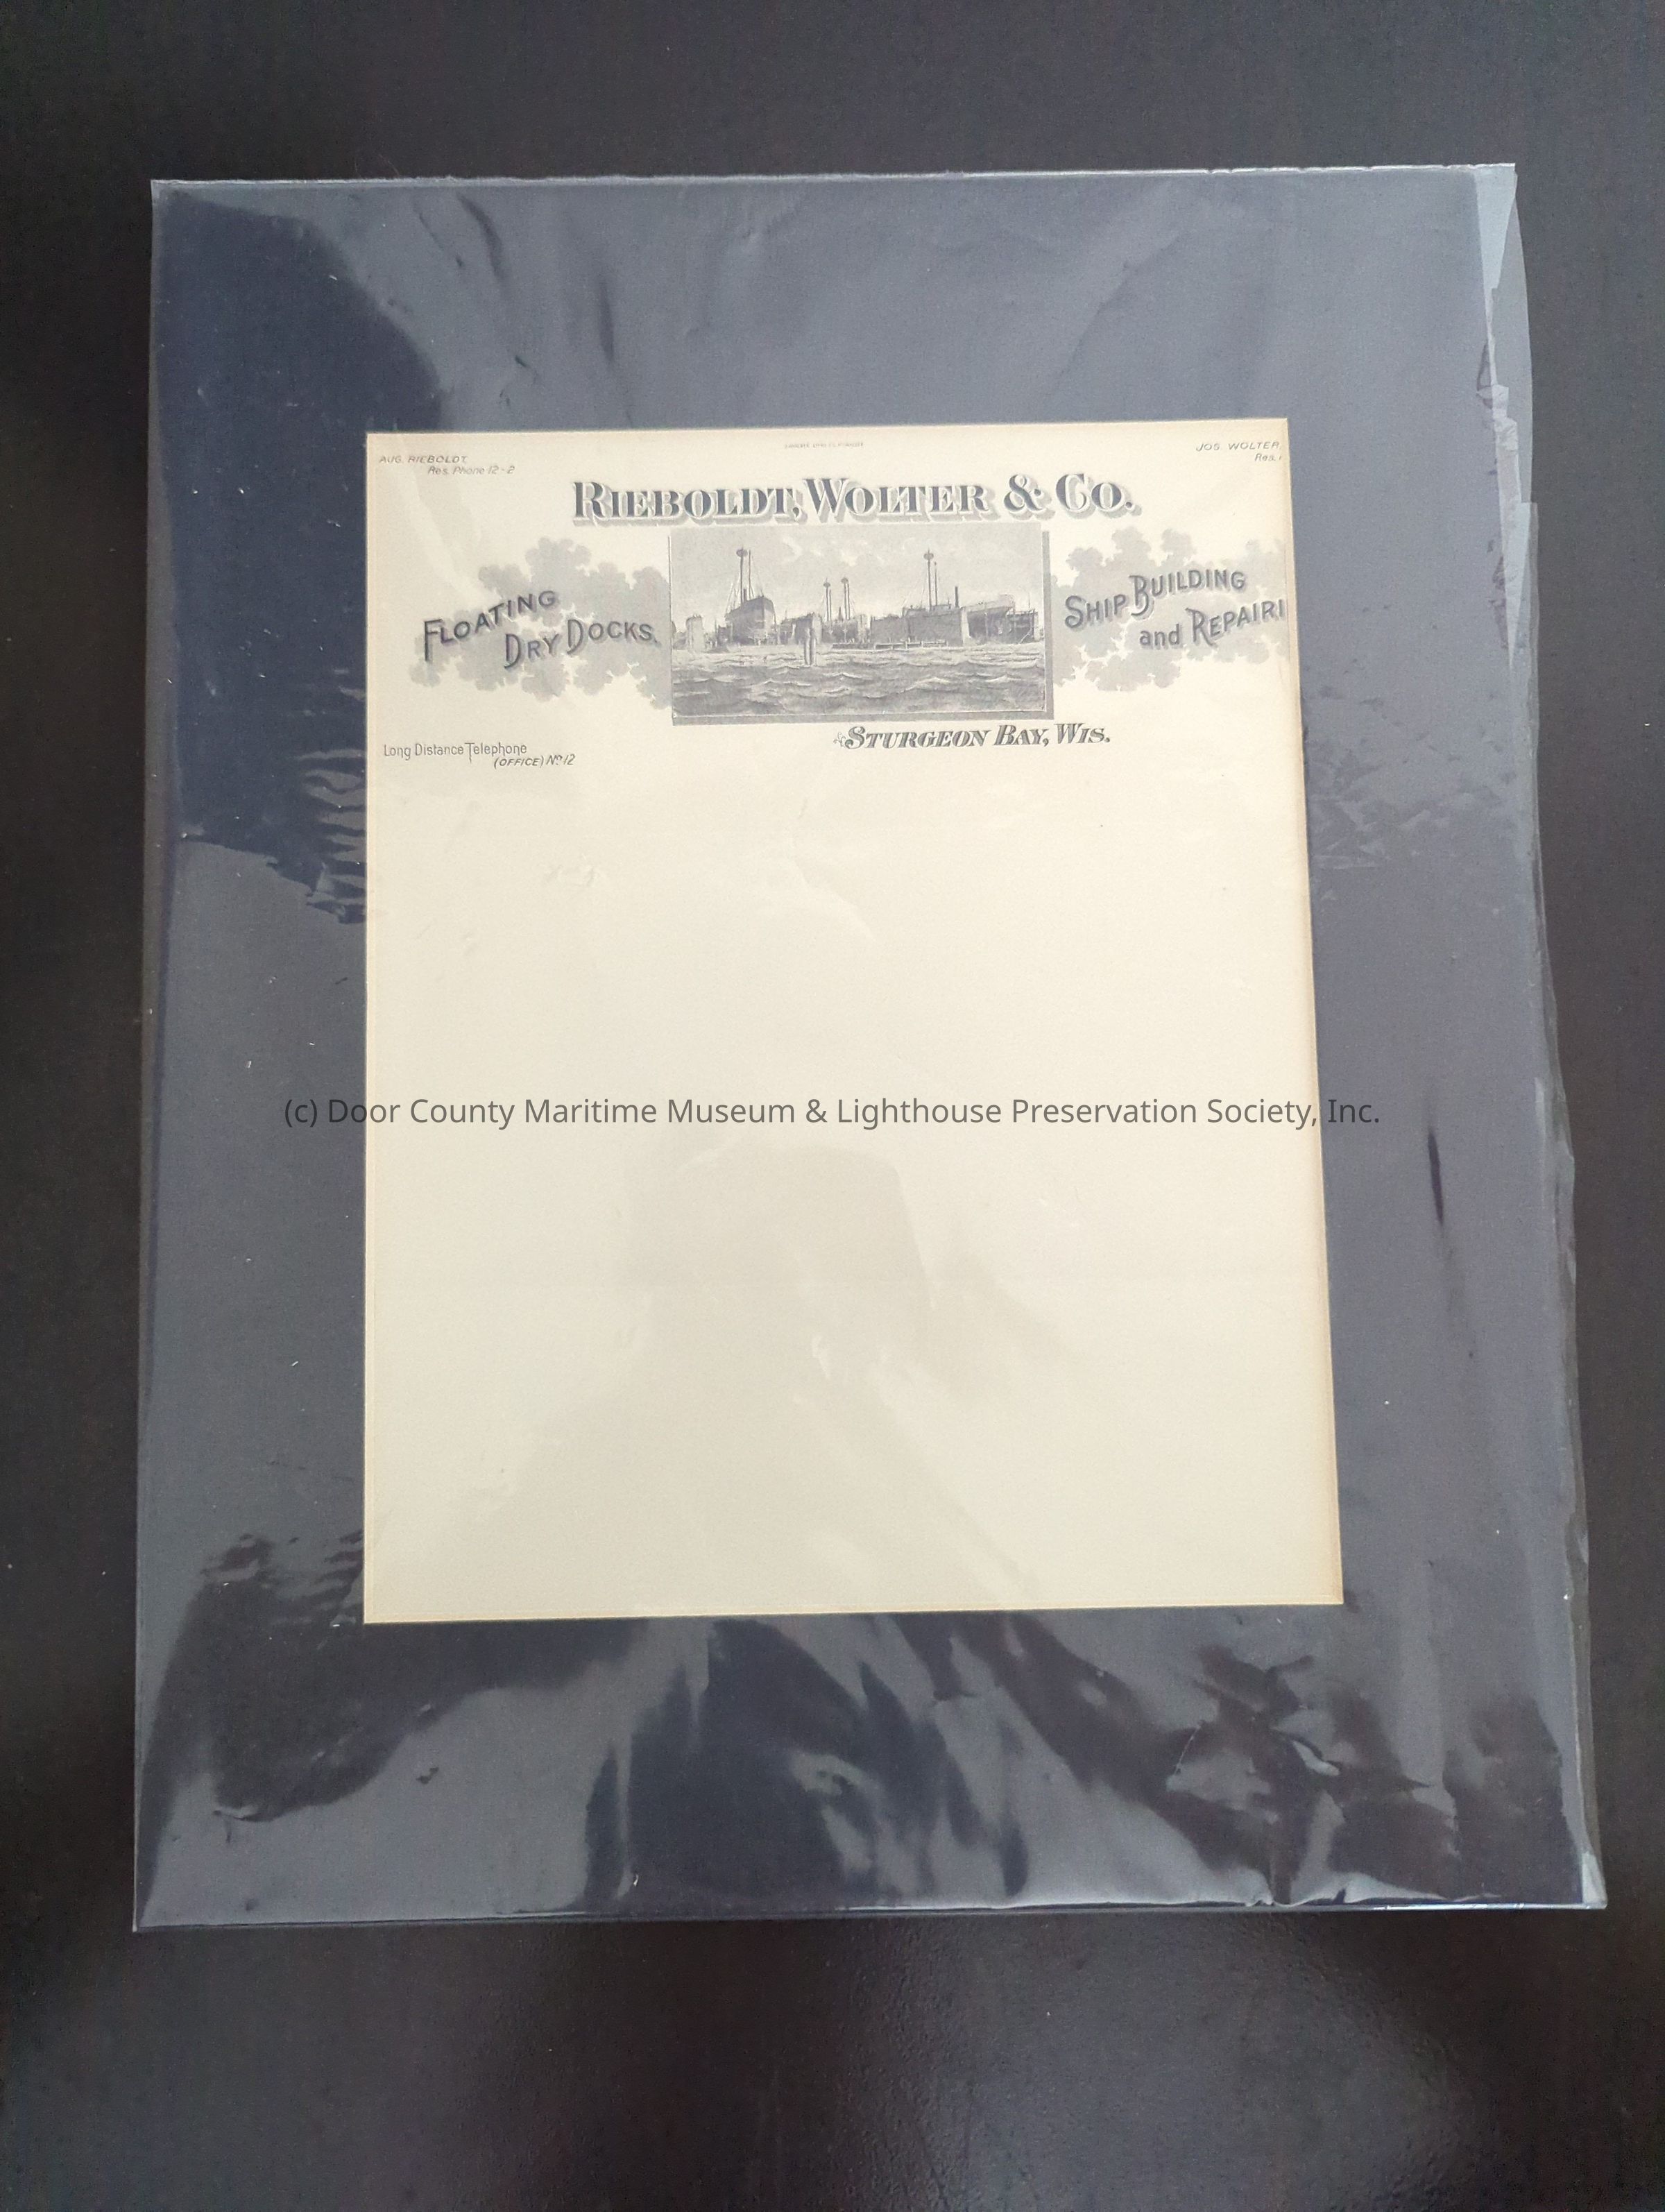 AUG. RIEBOLDT,
Res. Phone 12-2
JOS. WOLTER,
Res.
RIEBOLDT, WOLTER & CO.
FLOATING
DRY DOCKS,
SHIP BUILDING
and REPAIRI
STURGEON BAY, WIS.
Long Distance Telephone
(OFFICE) No 12
(c) Door County Maritime Museum & Lighthouse Preservation Society, Inc.